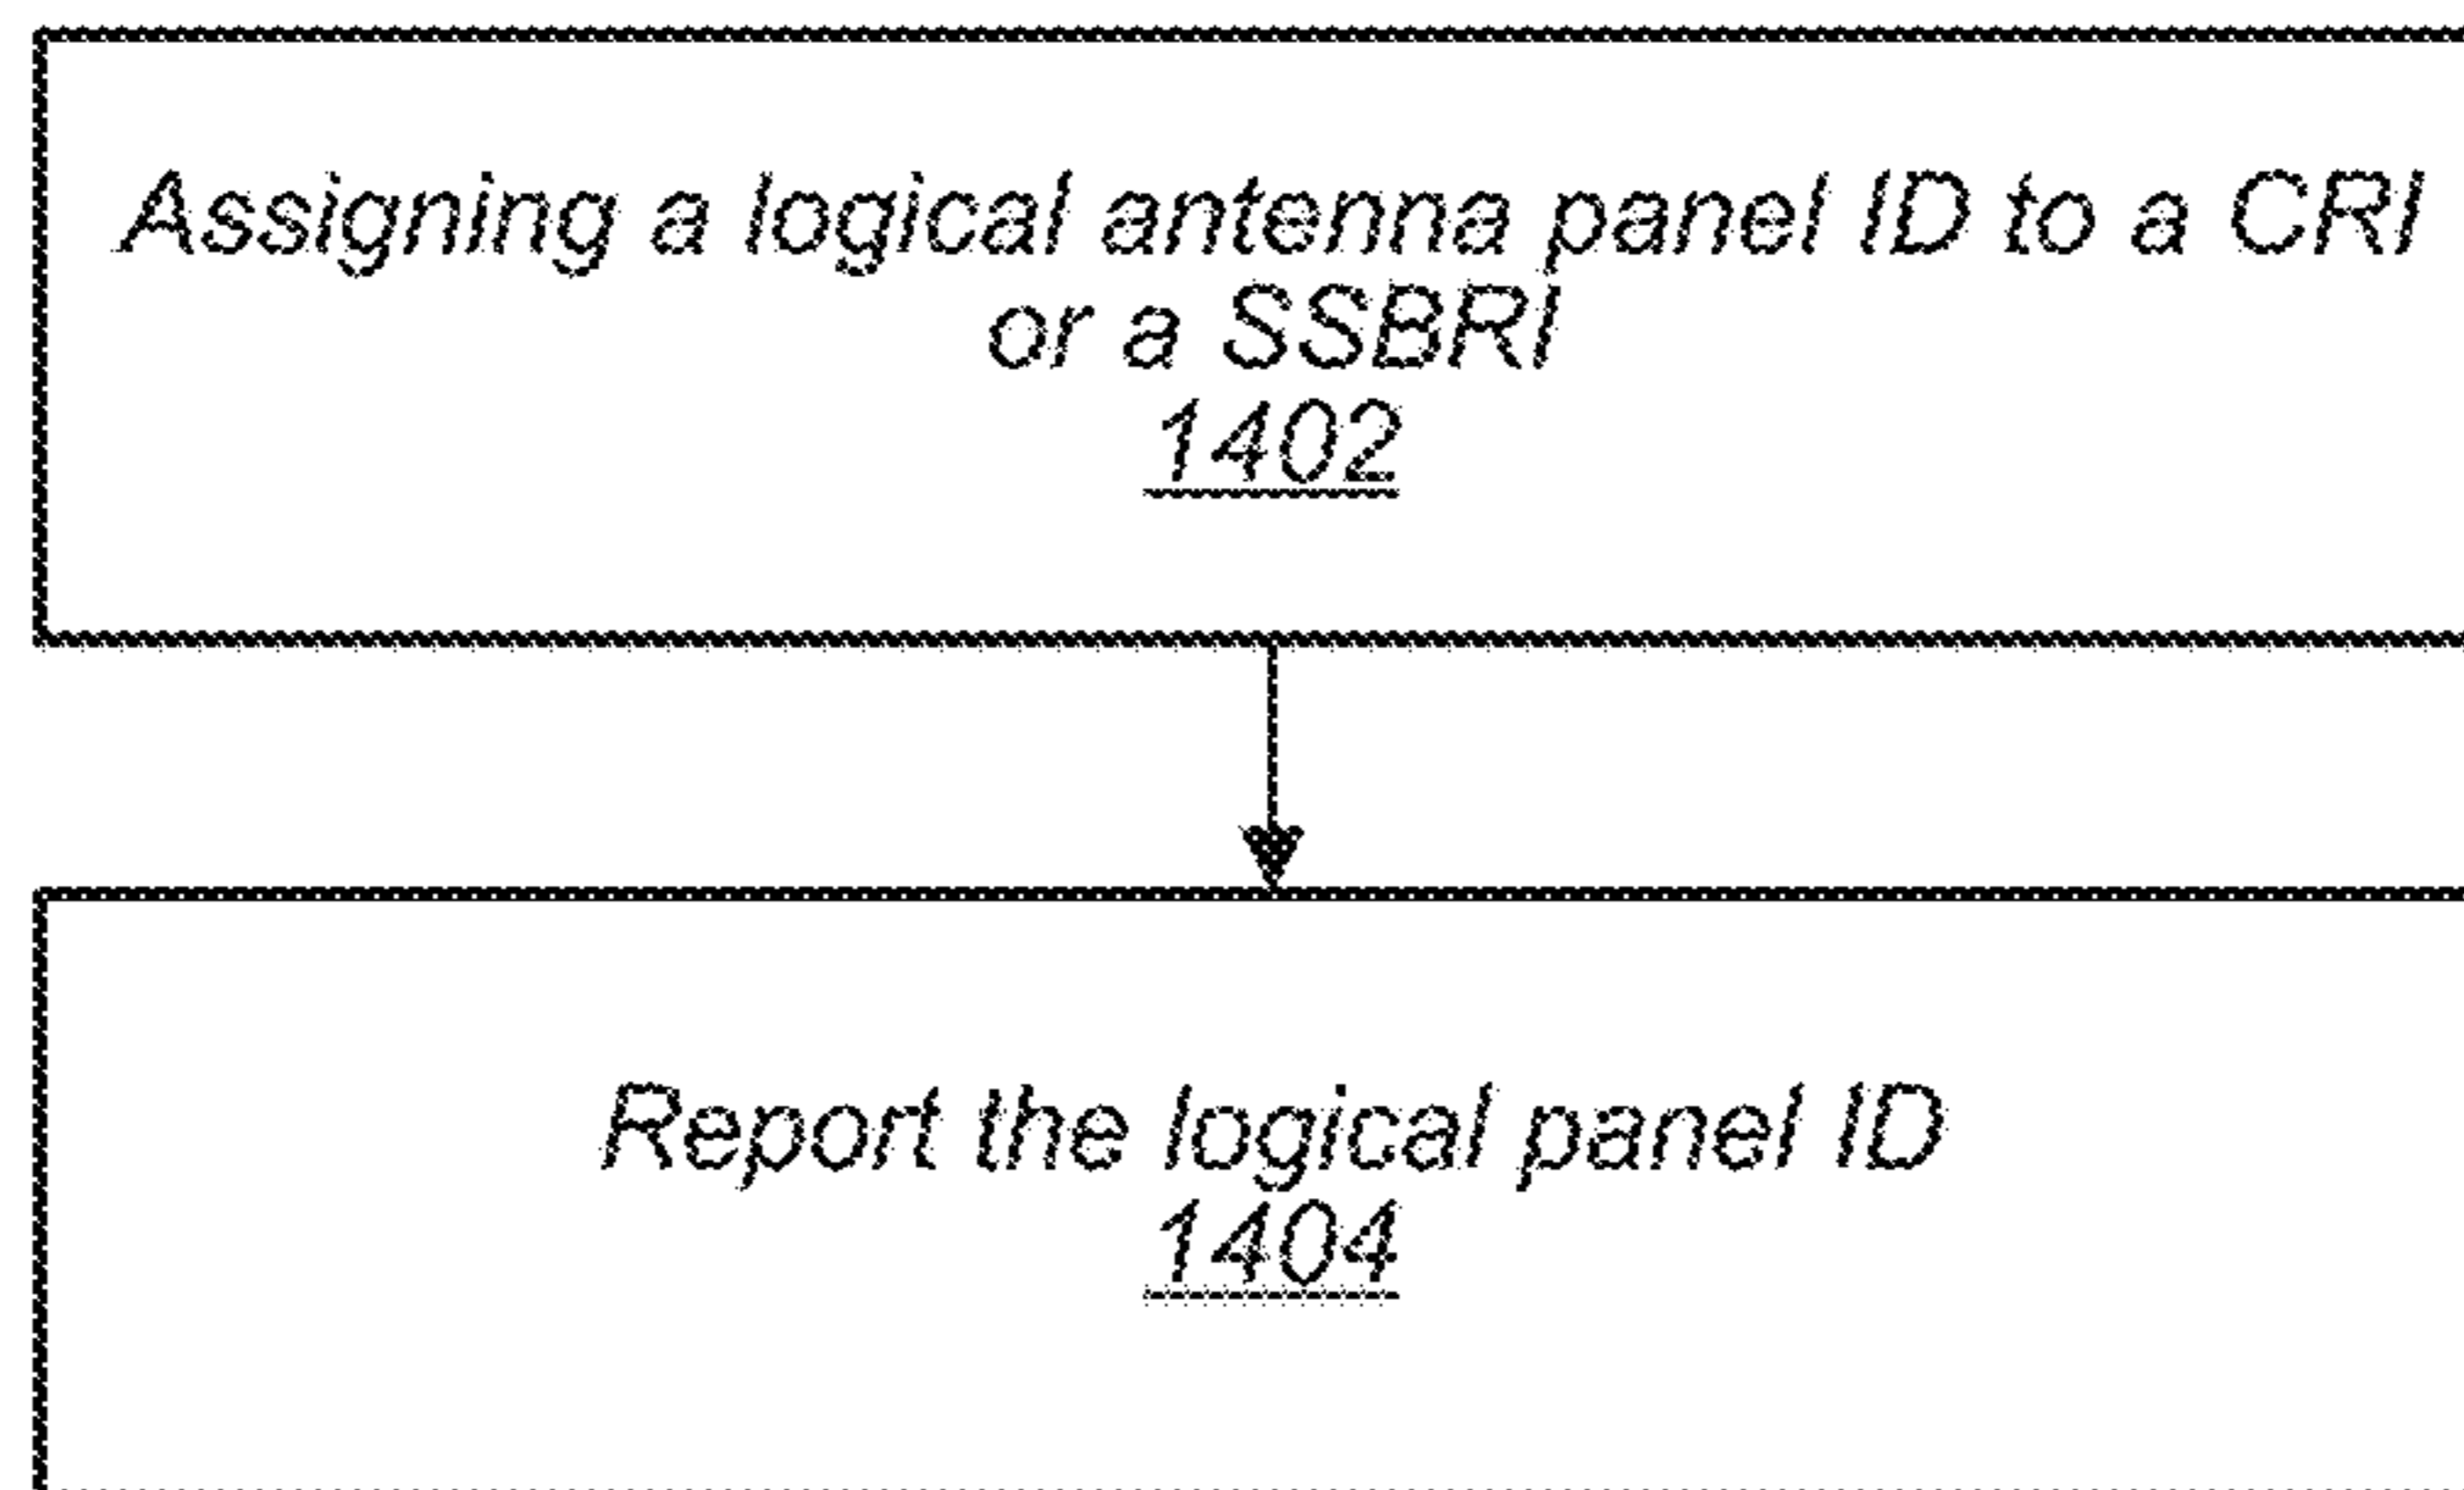 Assigning a logical antenna panel ID to a CRI
or a SSBRI
1402
Report the logical panel ID
1404